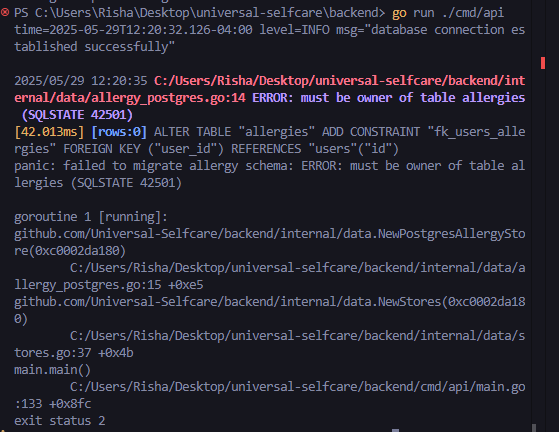 PS C:\Users\Risha\Desktop\universal-selfcare\backend> go run ./cmd/api
time=2025-05-29T12:20:32.126-04:00 level=INFO msg="database connection es
tablished successfully"
2025/05/29 12:20:35 C:/Users/Risha/Desktop/universal-selfcare/backend/int
ernal/data/allergy_postgres.go:14 ERROR: must be owner of table allergies
(SQLSTATE 42501)
[42.013ms] [rows:0] ALTER TABLE "allergies" ADD CONSTRAINT "fk_users_alle
rgies" FOREIGN KEY ("user_id") REFERENCES "users"("id")
panic: failed to migrate allergy schema: ERROR: must be owner of table al
lergies (SQLSTATE 42501)
goroutine 1 [running]:
github.com/Universal-Selfcare/backend/internal/data.NewPostgresAllergySto
re(0xc0002da180)
C:/Users/Risha/Desktop/universal-selfcare/backend/internal/data/a
llergy_postgres.go:15 +0xe5
github.com/Universal-Selfcare/backend/internal/data.NewStores(0xc0002da18
0)
C:/Users/Risha/Desktop/universal-selfcare/backend/internal/data/s
tores.go:37 +0x4b
main.main()
C:/Users/Risha/Desktop/universal-selfcare/backend/cmd/api/main.go
:133 +0x8fc
exit status 2